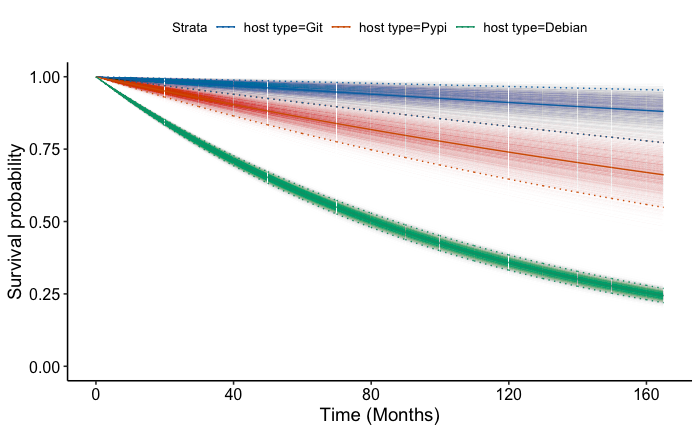 Strata host type=Git host type=Pypi host type=Debian
1.00
0.75
0.50
0.25
0.00
Survival probability
0 40 80 120 160
Time (Months)